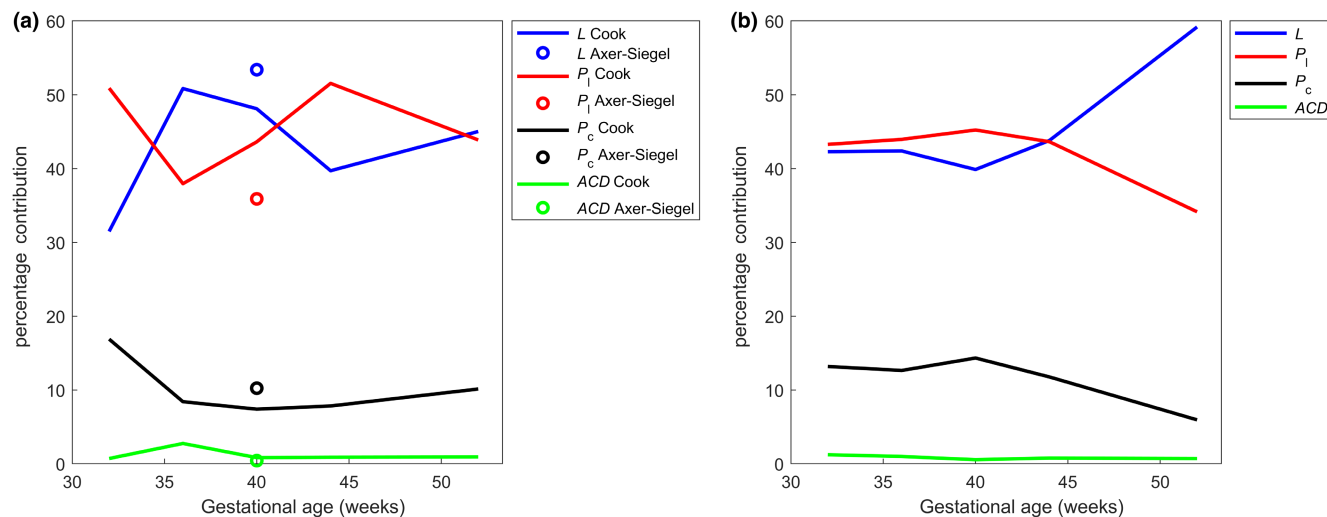 (a)
percentage contribution
60
50
40
30
20
10
0
30
35
40
45
50
Gestational age (weeks)
L Cook
L Axer-Siegel
Pl Cook
Pl Axer-Siegel
Pc Cook
Pc Axer-Siegel
ACD Cook
ACD Axer-Siegel
(b)
percentage contribution
60
50
40
30
20
10
0
30
35
40
45
50
Gestational age (weeks)
L
Pl
Pc
ACD